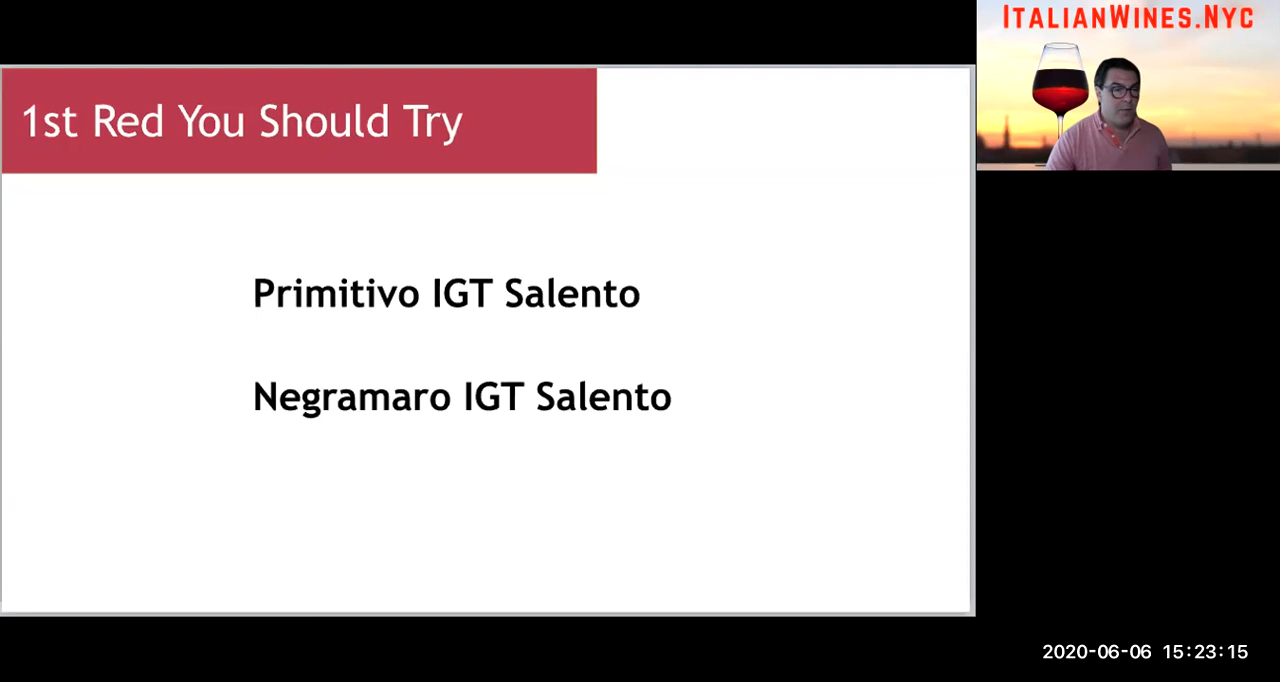 ITALIANWINES.NYC
1st Red You Should Try
Primitivo IGT Salento
Negramaro IGT Salento
2020-06-06 15:23:15